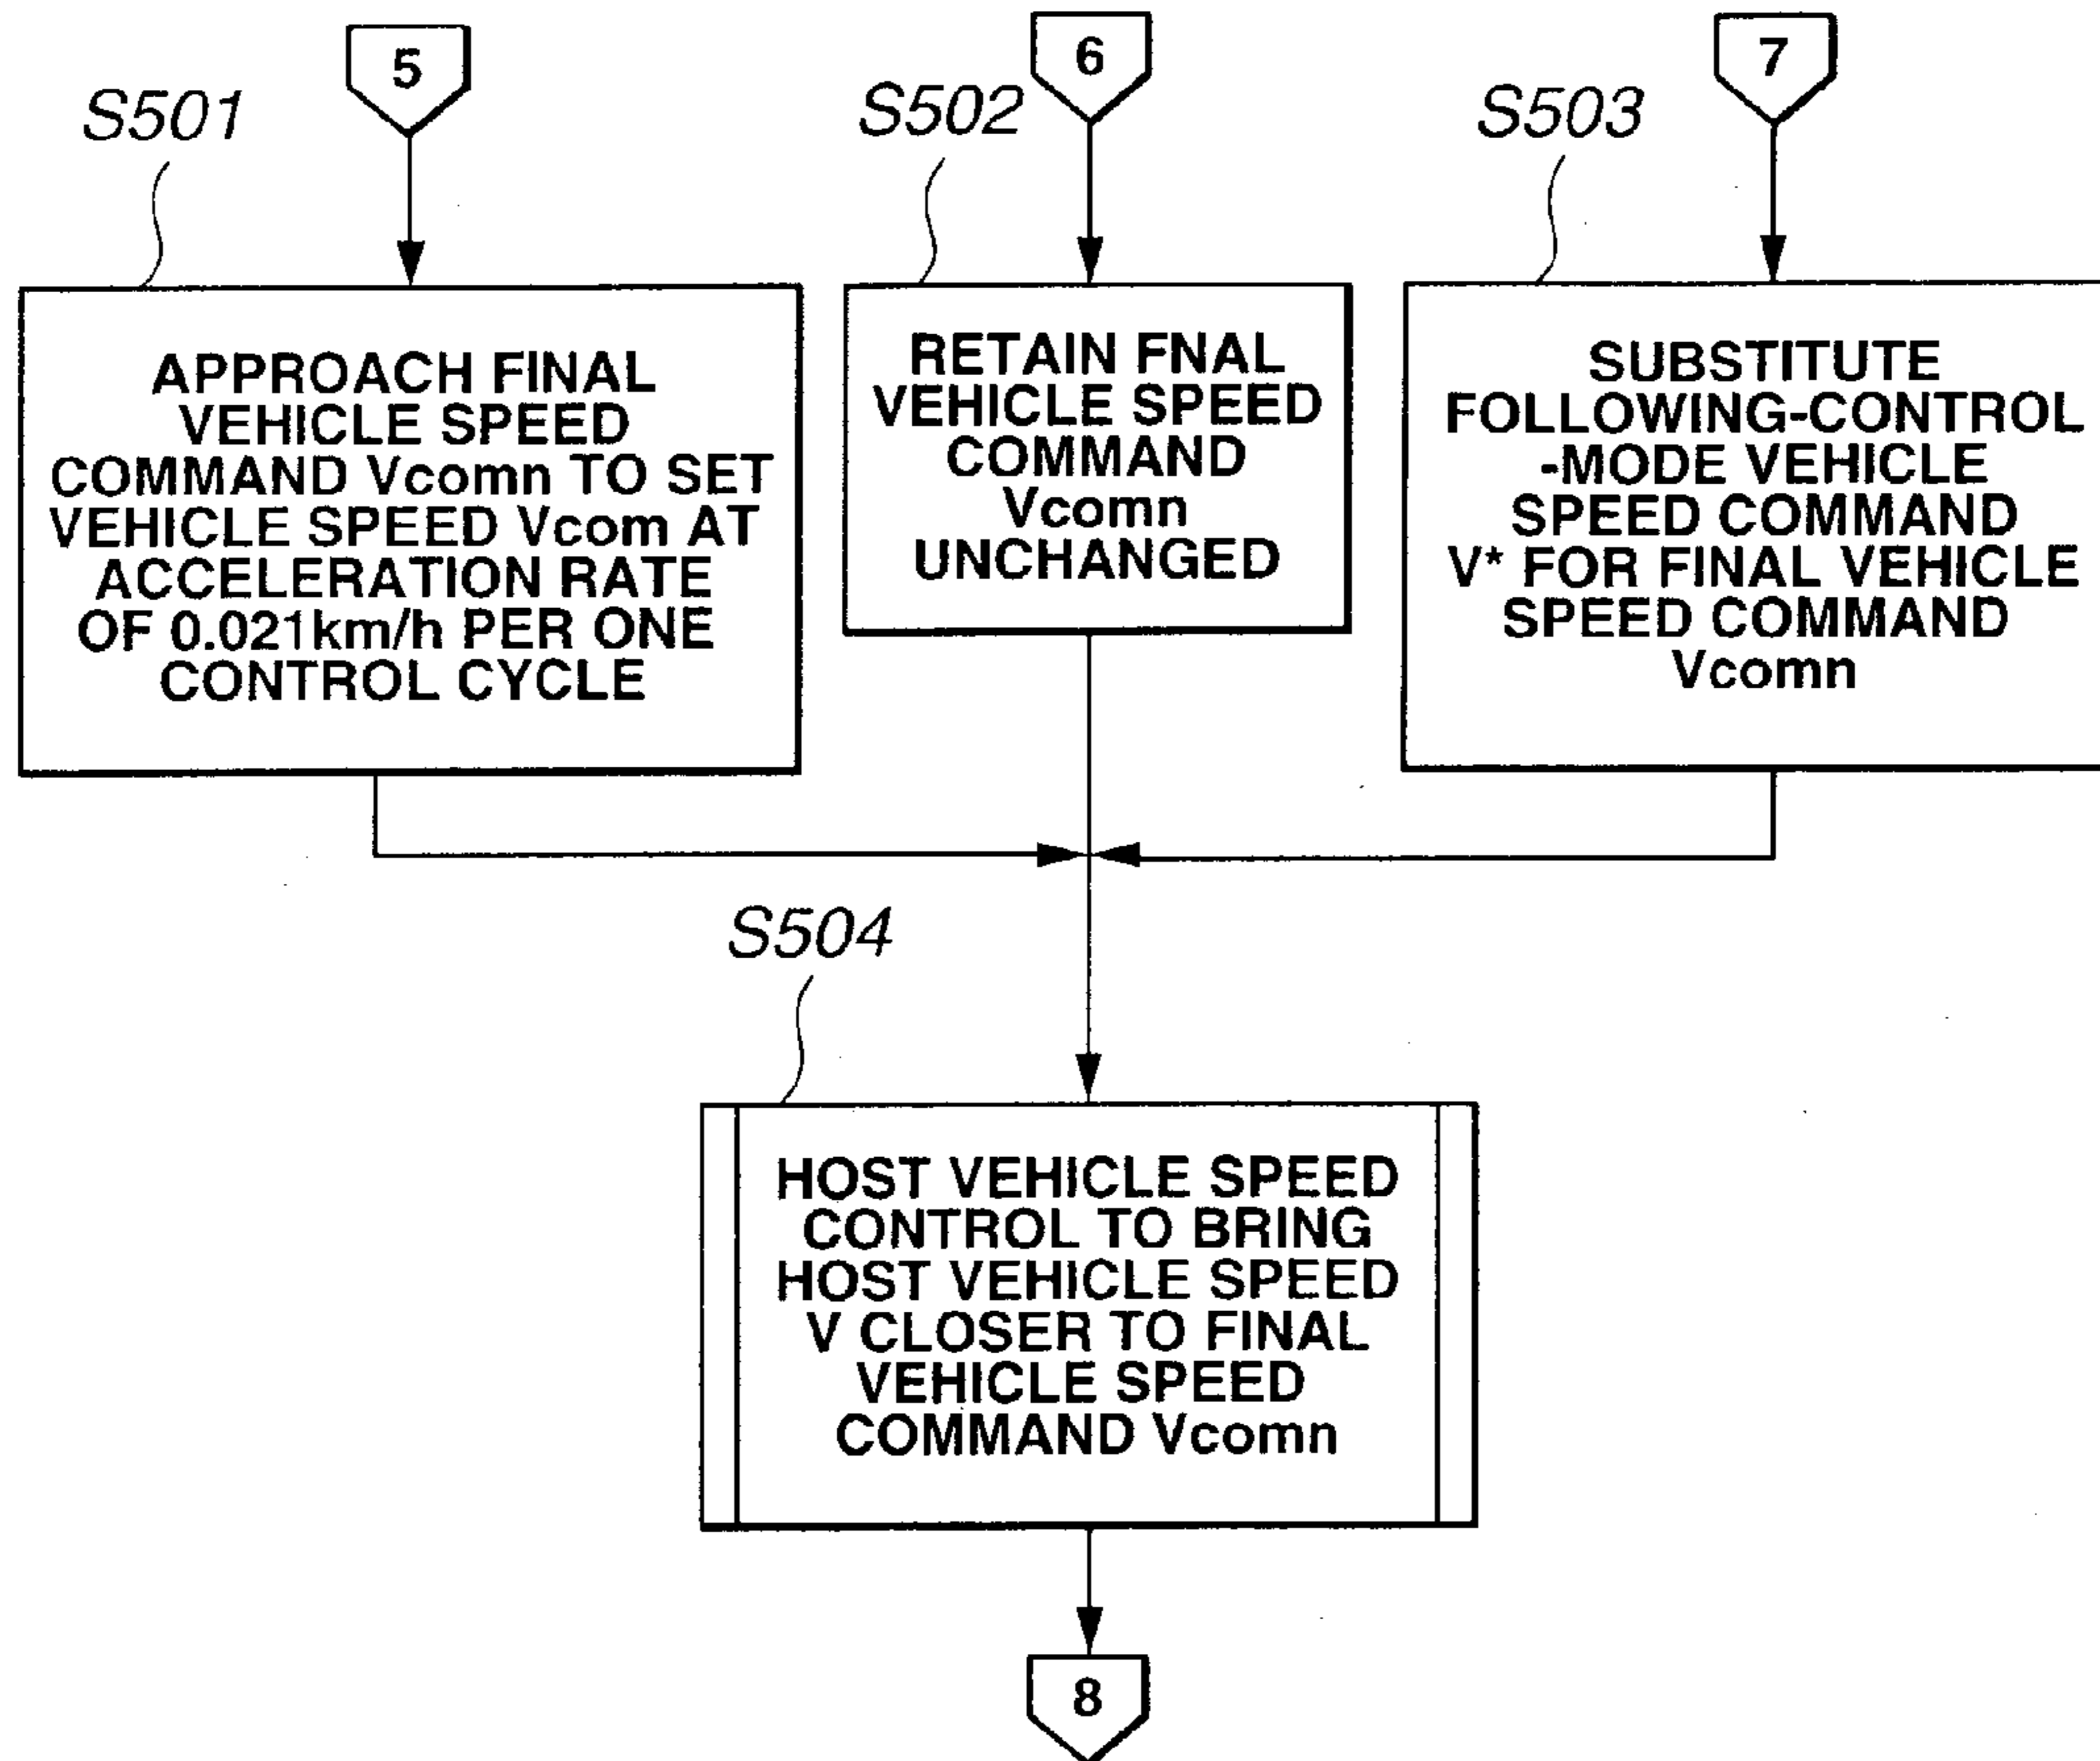 5
6
7
S501
S502
S503
APPROACH FINAL
VEHICLE SPEED
COMMAND Vcomn TO SET
VEHICLE SPEED Vcom AT
ACCELERATION RATE
OF 0.021km/h PER ONE
CONTROL CYCLE
RETAIN FNAL
VEHICLE SPEED
COMMAND
Vcomn
UNCHANGED
SUBSTITUTE
FOLLOWING-CONTROL
-MODE VEHICLE
SPEED COMMAND
V* FOR FINAL VEHICLE
SPEED COMMAND
Vcomn
S504
HOST VEHICLE SPEED
CONTROL TO BRING
HOST VEHICLE SPEED
V CLOSER TO FINAL
VEHICLE SPEED
COMMAND Vcomn
8